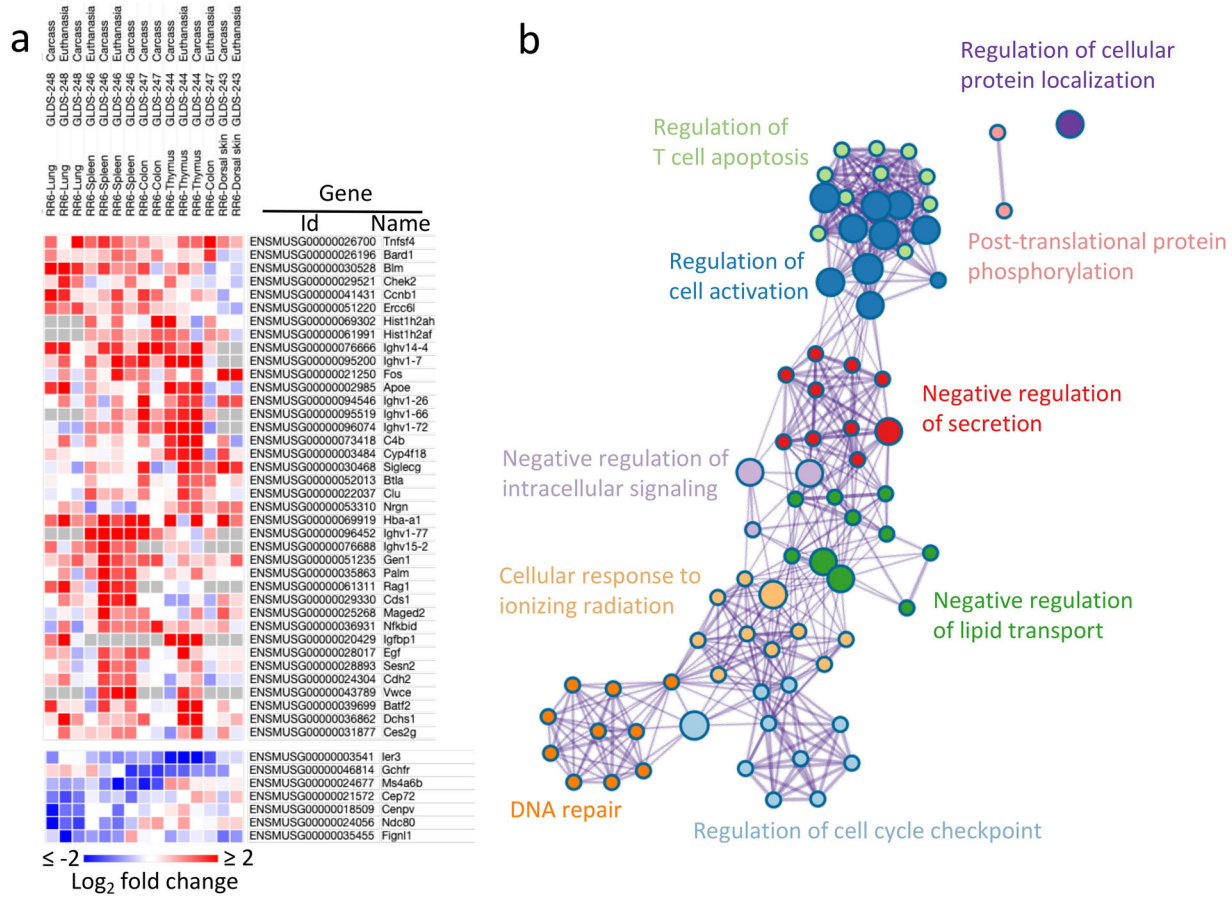 a
RR6-Lung GLDS-248 Carcass
RR6-Lung GLDS-248 Euthanasia
RR6-Lung GLDS-248 Carcass
RR6-Spleen GLDS-246 Euthanasia
RR6-Spleen GLDS-246 Carcass
RR6-Spleen GLDS-246 Euthanasia
RR6-Spleen GLDS-246 Carcass
RR6-Colon GLDS-247 Carcass
RR6-Colon GLDS-247 Carcass
RR6-Thymus GLDS-244 Carcass
RR6-Thymus GLDS-244 Euthanasia
RR6-Thymus GLDS-244 Carcass
RR6-Colon GLDS-247 Euthanasia
RR6-Dorsal skin GLDS-243 Carcass
RR6-Dorsal skin GLDS-243 Euthanasia
Gene
Id Name
ENSMUSG00000026700 Tnfsf4
ENSMUSG00000026196 Bard1
ENSMUSG00000030528 Blm
ENSMUSG00000029521 Chek2
ENSMUSG00000041431 Ccnb1
ENSMUSG00000051220 Ercc6l
ENSMUSG00000069302 Hist1h2ah
ENSMUSG00000061991 Hist1h2af
ENSMUSG00000076666 Ighv14-4
ENSMUSG00000095200 Ighv1-7
ENSMUSG00000021250 Fos
ENSMUSG00000002985 Apoe
ENSMUSG00000094546 Ighv1-26
ENSMUSG00000095519 Ighv1-66
ENSMUSG00000096074 Ighv1-72
ENSMUSG00000073418 C4b
ENSMUSG00000003484 Cyp4f18
ENSMUSG00000030468 Siglecg
ENSMUSG00000052013 Btla
ENSMUSG00000022037 Clu
ENSMUSG00000053310 Nrgn
ENSMUSG00000069919 Hba-a1
ENSMUSG00000096452 Ighv1-77
ENSMUSG00000076688 Ighv15-2
ENSMUSG00000051235 Gen1
ENSMUSG00000035863 Palm
ENSMUSG00000061311 Rag1
ENSMUSG00000029330 Cds1
ENSMUSG00000025268 Maged2
ENSMUSG00000036931 Nfkbid
ENSMUSG00000020429 Igfbp1
ENSMUSG00000028017 Egf
ENSMUSG00000028893 Sesn2
ENSMUSG00000024304 Cdh2
ENSMUSG00000043789 Vwce
ENSMUSG00000039699 Batf2
ENSMUSG00000036862 Dchs1
ENSMUSG00000031877 Ces2g
ENSMUSG00000003541 Ier3
ENSMUSG00000046814 Gchfr
ENSMUSG00000024677 Ms4a6b
ENSMUSG00000021572 Cep72
ENSMUSG00000018509 Cenpv
ENSMUSG00000024056 Ndc80
ENSMUSG00000035455 Fignl1
≤ -2 ≥ 2
Log2 fold change
b
Regulation of cellular
protein localization
Regulation of
T cell apoptosis
Post-translational protein
phosphorylation
Regulation of
cell activation
Negative regulation
of secretion
Negative regulation of
intracellular signaling
Cellular response to
ionizing radiation
Negative regulation
of lipid transport
DNA repair
Regulation of cell cycle checkpoint